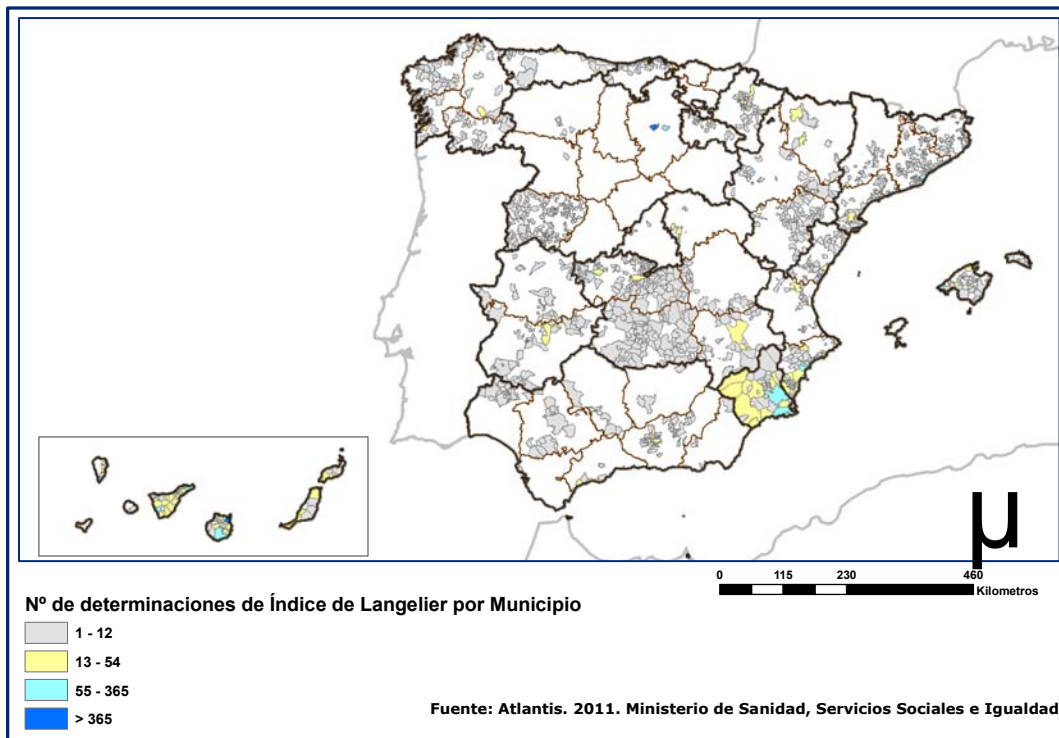 µ
0 115 230 460
Kilometros
Nº de determinaciones de Índice de Langelier por Municipio
1 - 12
13 - 54
55 - 365
> 365
Fuente: Atlantis. 2011. Ministerio de Sanidad, Servicios Sociales e Igualdad